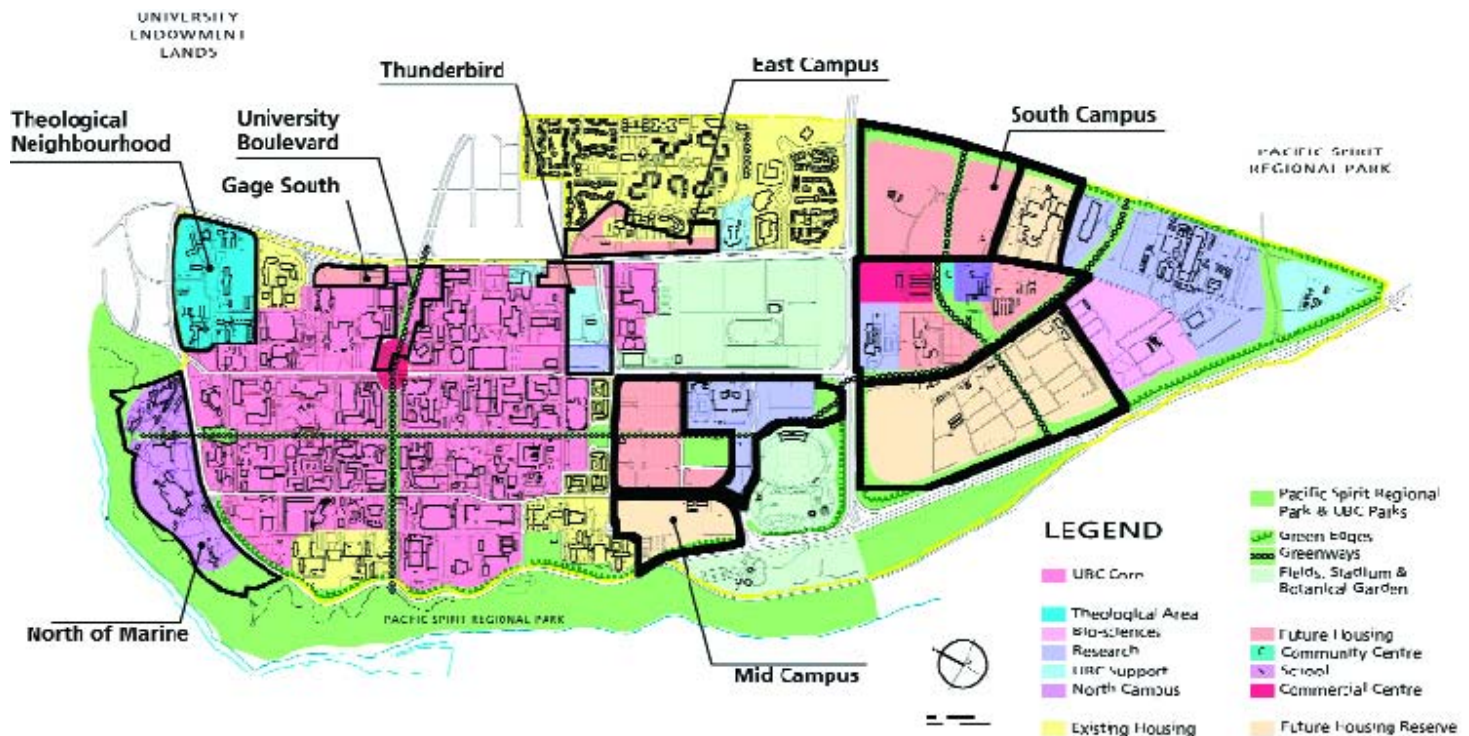 UNIVERSITY
ENDOWMENT
LANDS
Thunderbird
East Campus
Theological
Neighbourhood
University
Boulevard
Gage South
South Campus
PACIFIC SPIRIT
REGIONAL PARK
North of Marine
PACIFIC SPIRIT REGIONAL PARK
Mid Campus
LEGEND
UBC Core
Theological Area
Bio-sciences
Research
UBC Support
North Campus
Existing Housing
Pacific Spirit Regional
Park & UBC Parks
Green Edges
Greenways
Fields, Stadium &
Botanical Garden
Future Housing
Community Centre
School
Commercial Centre
Future Housing Reserve